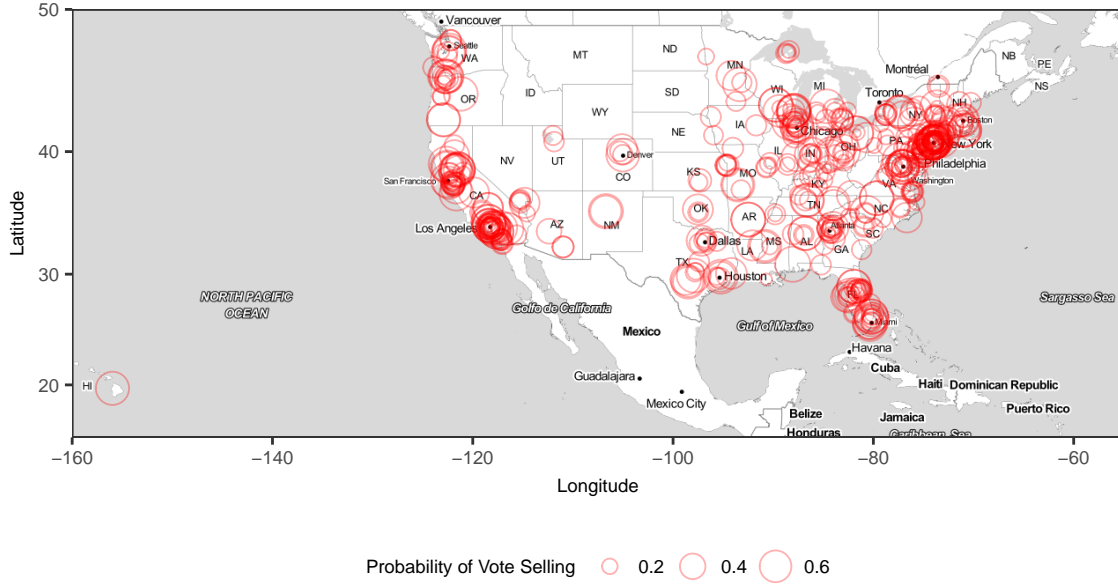 50
40
30
20
Latitude
Vancouver
Seattle
WA
MT
ND
MN
OR
ID
WY
SD
WI
MI
Montréal
NB
PE
NS
Toronto
NH
NY
Boston
NE
IA
Chicago
PA
New York
NV
UT
Denver
CO
IL
IN
OH
Philadelphia
Washington
San Francisco
CA
KS
MO
KY
VA
Los Angeles
AZ
NM
OK
AR
TN
NC
SC
Atlanta
Dallas
LA
MS
AL
GA
TX
Houston
NORTH PACIFIC
OCEAN
Golfo de California
Mexico
Gulf of Mexico
Miami
Sargasso Sea
Havana
Cuba
HI
Guadalajara
Mexico City
Haiti
Dominican Republic
Belize
Jamaica
Puerto Rico
Honduras
Caribbean Sea
−160
−140
−120
−100
−80
−60
Longitude
Probability of Vote Selling
0.2
0.4
0.6